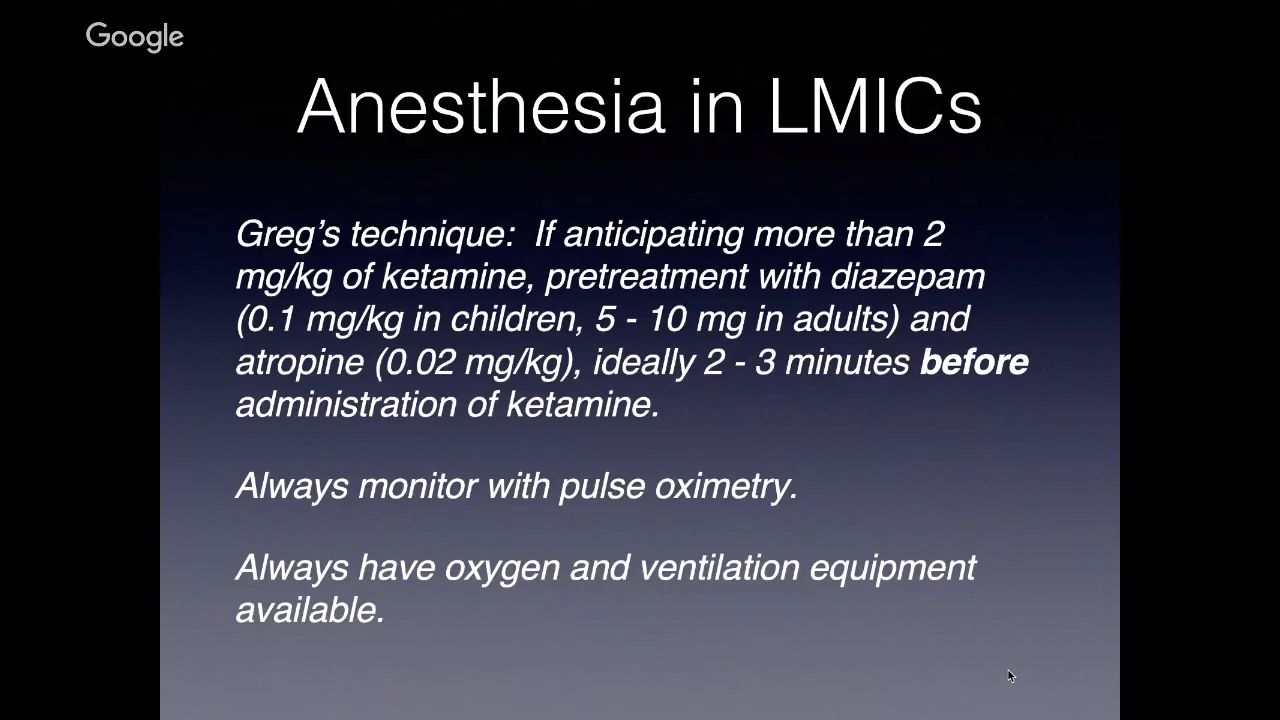 Google
Anesthesia in LMICs
Greg’s technique:  If anticipating more than 2
mg/kg of ketamine, pretreatment with diazepam
(0.1 mg/kg in children, 5 - 10 mg in adults) and
atropine (0.02 mg/kg), ideally 2 - 3 minutes before
administration of ketamine.
Always monitor with pulse oximetry.
Always have oxygen and ventilation equipment
available.